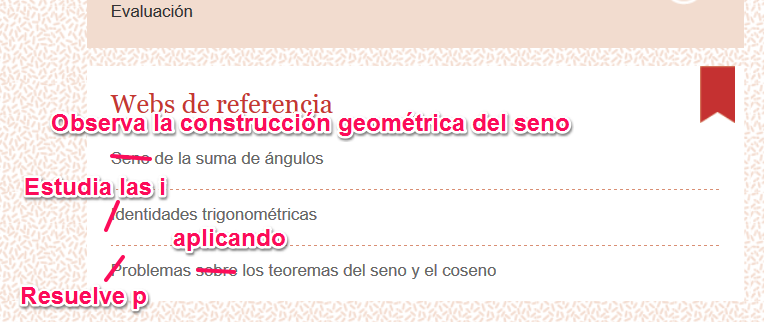 Evaluación
Webs de referencia
Observa la construcción geométrica del seno
Seno de la suma de ángulos
Estudia las i
Identidades trigonométricas
aplicando
Problemas sobre los teoremas del seno y el coseno
Resuelve p